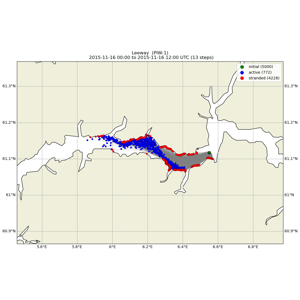 Leeway (PIW-1)
2015-11-16 00:00 to 2015-11-16 12:00 UTC (13 steps)
initial (5000)
active (772)
stranded (4228)
61.3°N
61.3°N
61.2°N
61.2°N
61.1°N
61.1°N
61°N
61°N
60.9°N
60.9°N
5.6°E
5.8°E
6°E
6.2°E
6.4°E
6.6°E
6.8°E